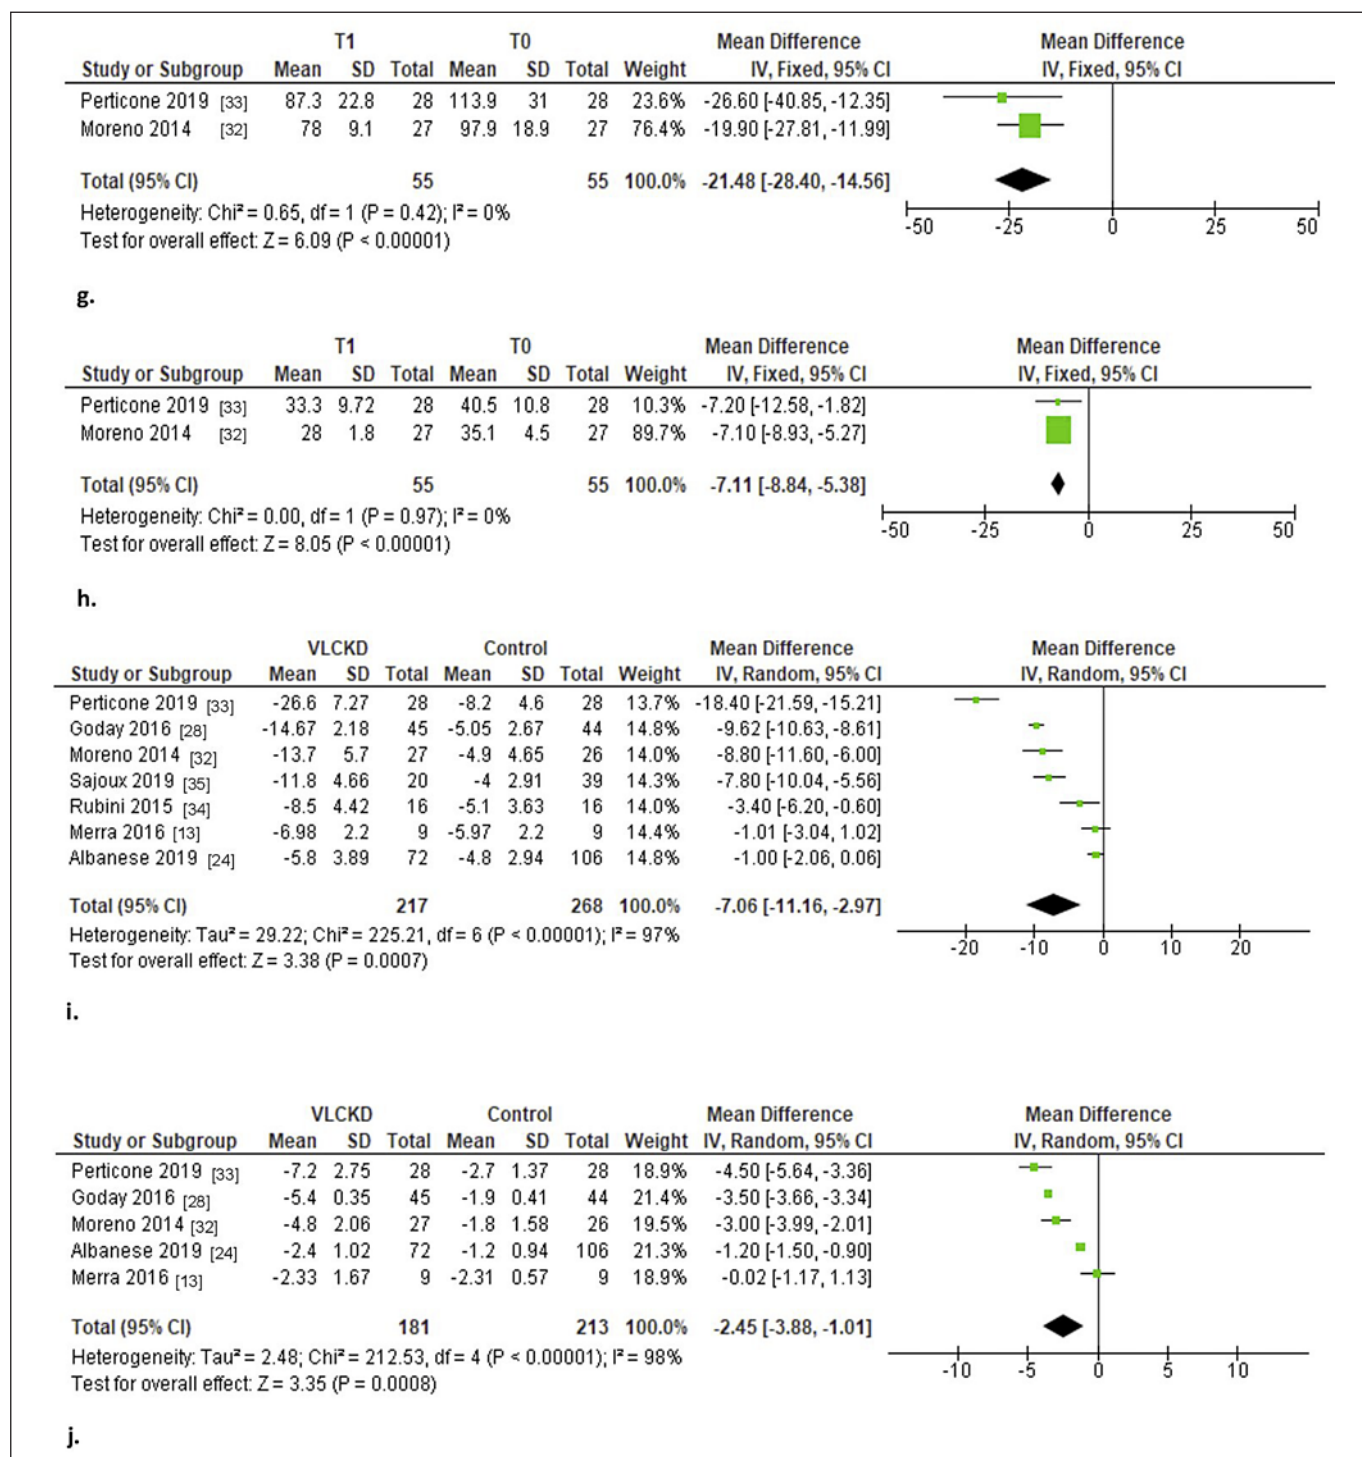 T1 T0 Mean Difference Mean Difference
Study or Subgroup Mean SD Total Mean SD Total Weight IV, Fixed, 95% CI IV, Fixed, 95% CI
Perticone 2019 [33] 87.3 22.8 28 113.9 31 28 23.6% -26.60 [-40.85, -12.35]
Moreno 2014 [32] 78 9.1 27 97.9 18.9 27 76.4% -19.90 [-27.81, -11.99]
Total (95% CI) 55 55 100.0% -21.48 [-28.40, -14.56]
Heterogeneity: Chi² = 0.65, df = 1 (P = 0.42); I² = 0%
Test for overall effect: Z = 6.09 (P < 0.00001)
-50 -25 0 25 50
g.
T1 T0 Mean Difference Mean Difference
Study or Subgroup Mean SD Total Mean SD Total Weight IV, Fixed, 95% CI IV, Fixed, 95% CI
Perticone 2019 [33] 33.3 9.72 28 40.5 10.8 28 10.3% -7.20 [-12.58, -1.82]
Moreno 2014 [32] 28 1.8 27 35.1 4.5 27 89.7% -7.10 [-8.93, -5.27]
Total (95% CI) 55 55 100.0% -7.11 [-8.84, -5.38]
Heterogeneity: Chi² = 0.00, df = 1 (P = 0.97); I² = 0%
Test for overall effect: Z = 8.05 (P < 0.00001)
-50 -25 0 25 50
h.
VLCKD Control Mean Difference Mean Difference
Study or Subgroup Mean SD Total Mean SD Total Weight IV, Random, 95% CI IV, Random, 95% CI
Perticone 2019 [33] -26.6 7.27 28 -8.2 4.6 28 13.7% -18.40 [-21.59, -15.21]
Goday 2016 [28] -14.67 2.18 45 -5.05 2.67 44 14.8% -9.62 [-10.63, -8.61]
Moreno 2014 [32] -13.7 5.7 27 -4.9 4.65 26 14.0% -8.80 [-11.60, -6.00]
Sajoux 2019 [35] -11.8 4.66 20 -4 2.91 39 14.3% -7.80 [-10.04, -5.56]
Rubini 2015 [34] -8.5 4.42 16 -5.1 3.63 16 14.0% -3.40 [-6.20, -0.60]
Merra 2016 [13] -6.98 2.2 9 -5.97 2.2 9 14.4% -1.01 [-3.04, 1.02]
Albanese 2019 [24] -5.8 3.89 72 -4.8 2.94 106 14.8% -1.00 [-2.06, 0.06]
Total (95% CI) 217 268 100.0% -7.06 [-11.16, -2.97]
Heterogeneity: Tau² = 29.22; Chi² = 225.21, df = 6 (P < 0.00001); I² = 97%
Test for overall effect: Z = 3.38 (P = 0.0007)
-20 -10 0 10 20
i.
VLCKD Control Mean Difference Mean Difference
Study or Subgroup Mean SD Total Mean SD Total Weight IV, Random, 95% CI IV, Random, 95% CI
Perticone 2019 [33] -7.2 2.75 28 -2.7 1.37 28 18.9% -4.50 [-5.64, -3.36]
Goday 2016 [28] -5.4 0.35 45 -1.9 0.41 44 21.4% -3.50 [-3.66, -3.34]
Moreno 2014 [32] -4.8 2.06 27 -1.8 1.58 26 19.5% -3.00 [-3.99, -2.01]
Albanese 2019 [24] -2.4 1.02 72 -1.2 0.94 106 21.3% -1.20 [-1.50, -0.90]
Merra 2016 [13] -2.33 1.67 9 -2.31 0.57 9 18.9% -0.02 [-1.17, 1.13]
Total (95% CI) 181 213 100.0% -2.45 [-3.88, -1.01]
Heterogeneity: Tau² = 2.48; Chi² = 212.53, df = 4 (P < 0.00001); I² = 98%
Test for overall effect: Z = 3.35 (P = 0.0008)
-10 -5 0 5 10
j.